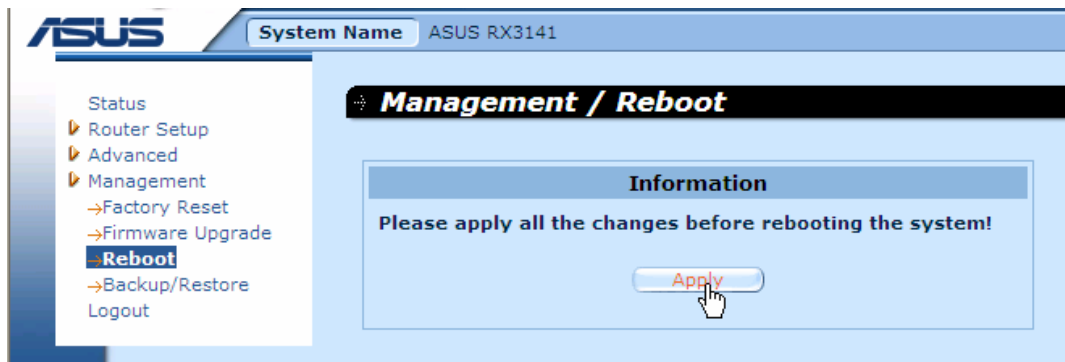 ASUS
System Name ASUS RX3141
Status
Router Setup
Advanced
Management
→Factory Reset
→Firmware Upgrade
→Reboot
→Backup/Restore
Logout
Management / Reboot
Information
Please apply all the changes before rebooting the system!
Apply